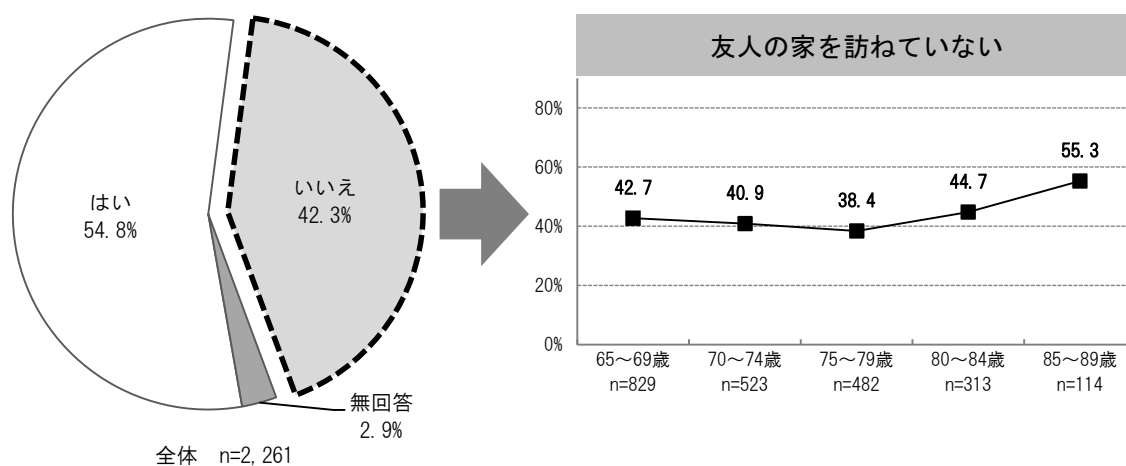 はい
54.8%
いいえ
42.3%
無回答
2.9%
全体　n=2,261
友人の家を訪ねていない
80%
60%
40%
20%
0%
42.7
40.9
38.4
44.7
55.3
65～69歳
n=829
70～74歳
n=523
75～79歳
n=482
80～84歳
n=313
85～89歳
n=114